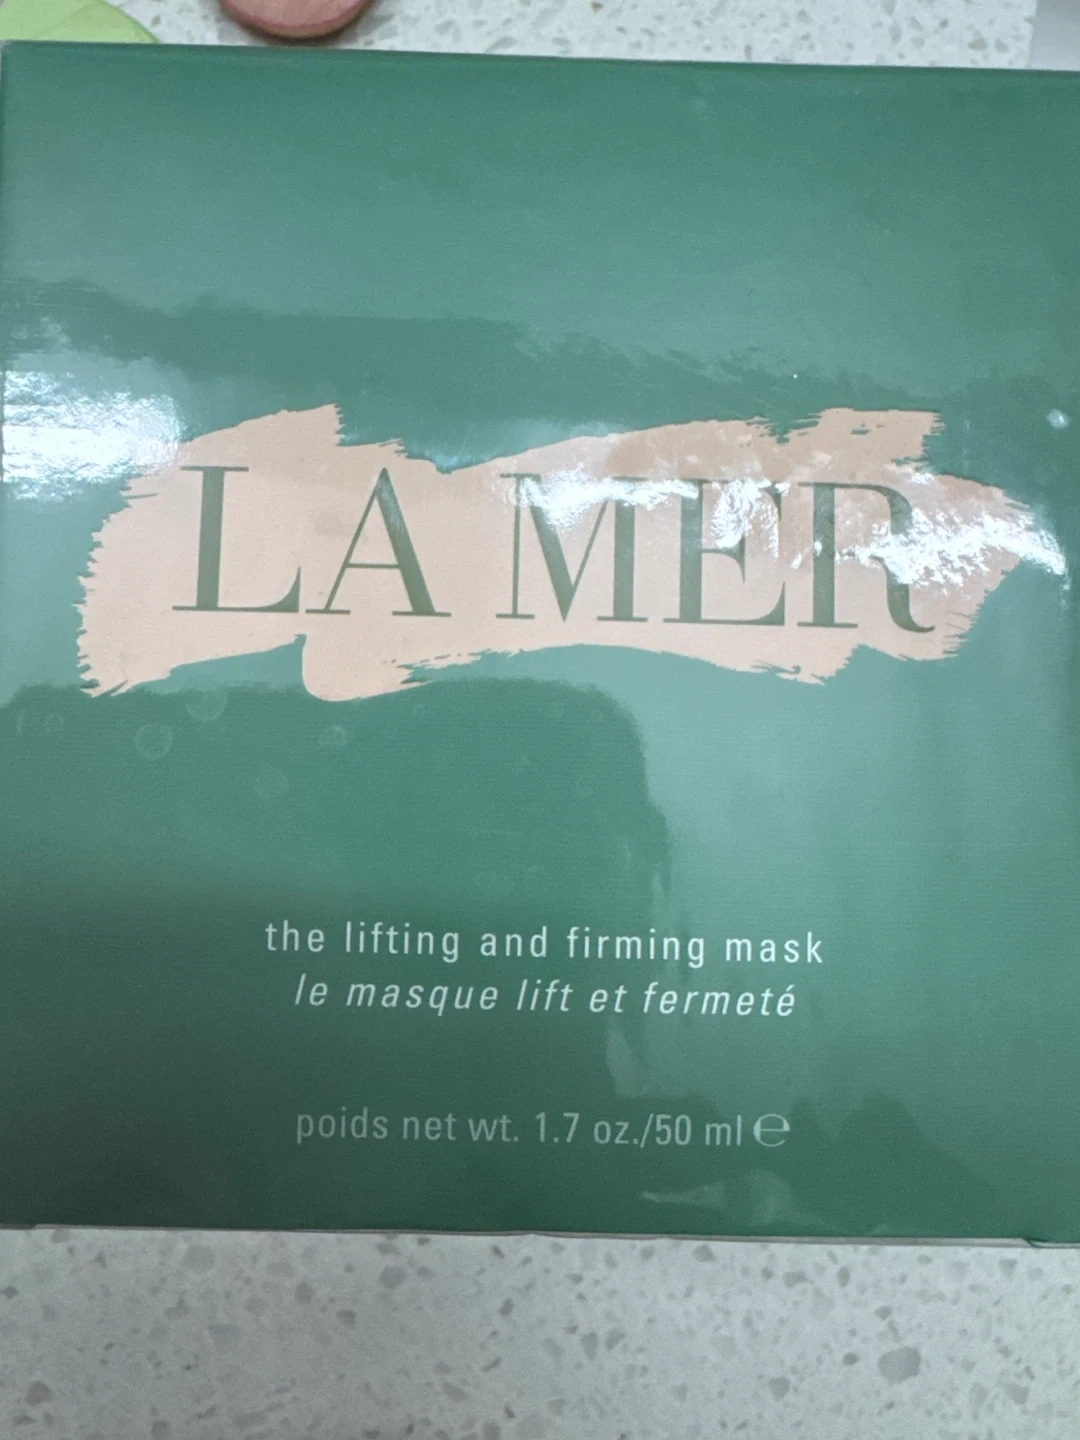 LA MER
the lifting and firming mask
le masque lift et fermeté
poids net wt. 1.7 oz./50 ml ℮